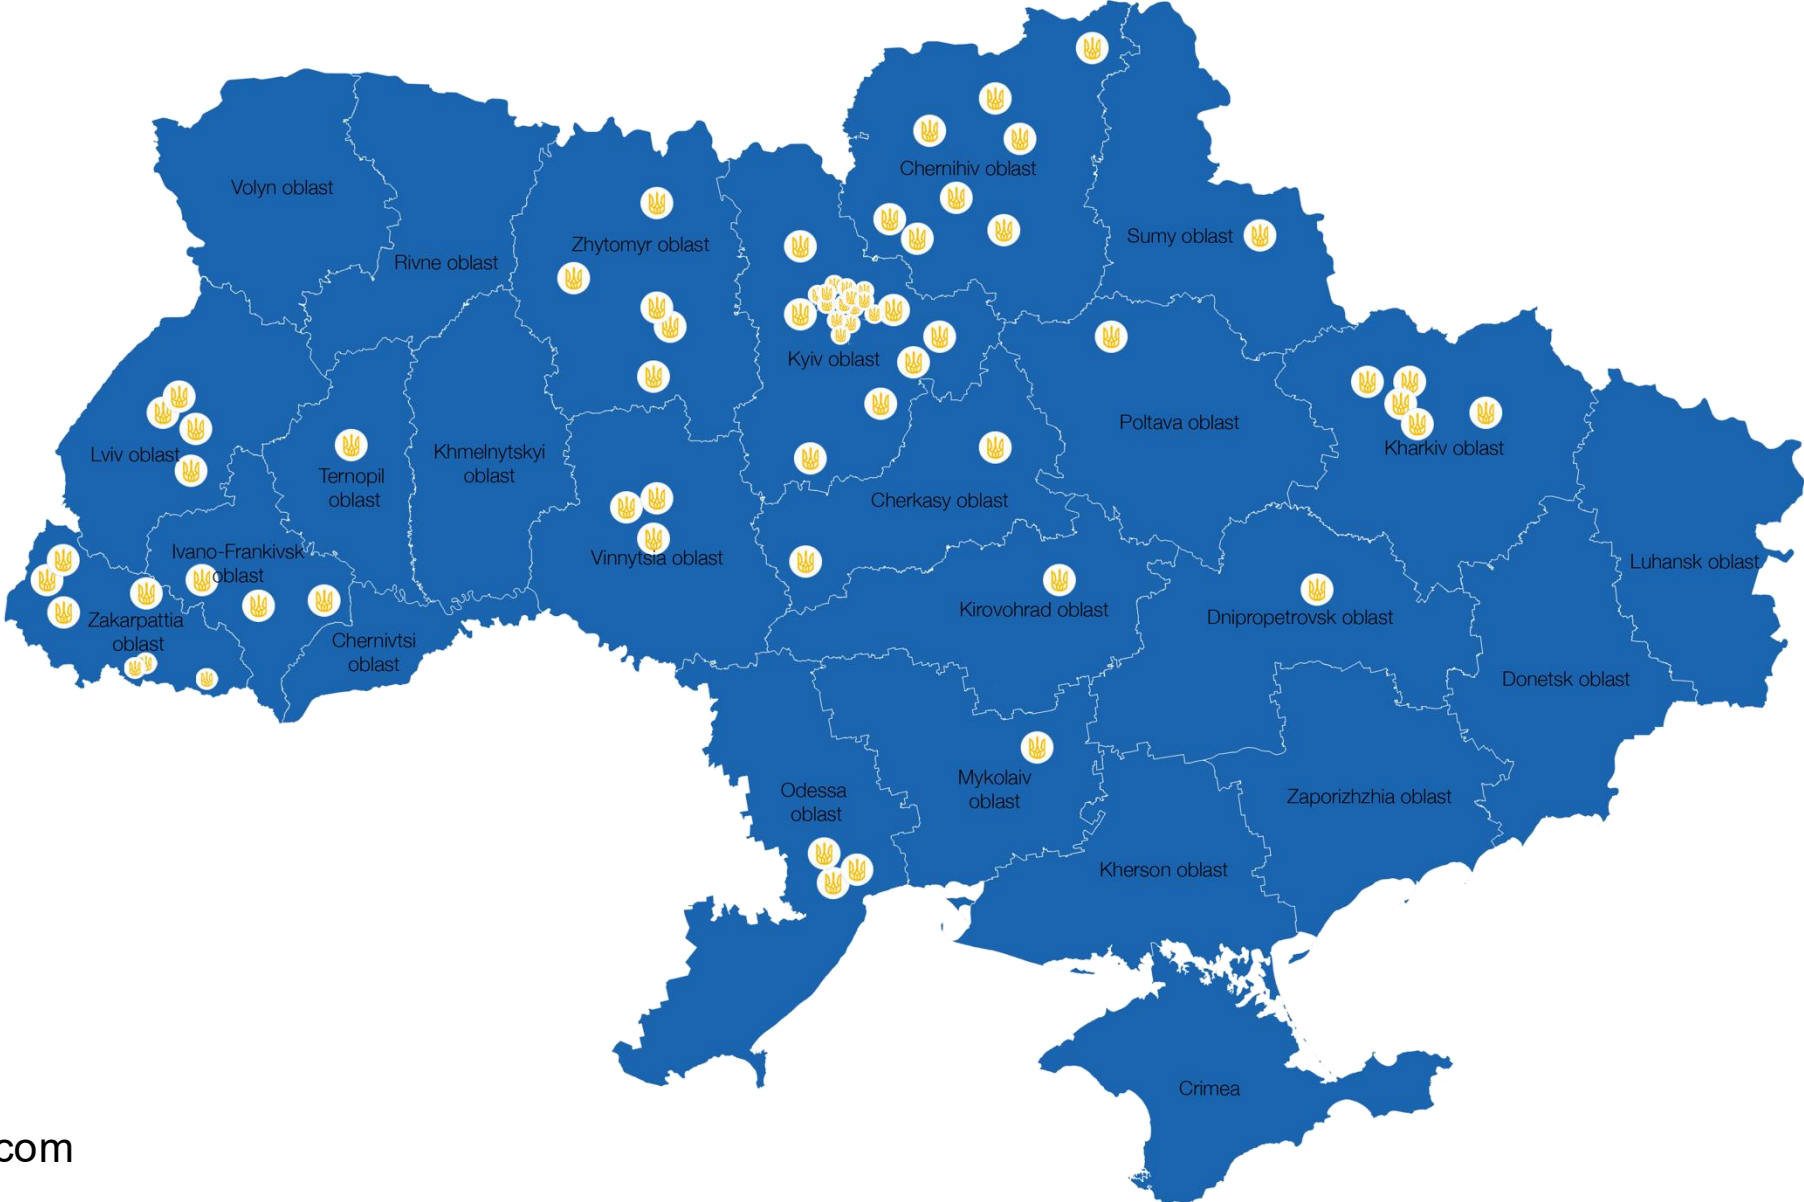 Chernihiv oblast
Volyn oblast
Sumy oblast
Zhytomyr oblast
Rivne oblast
Kyiv oblast
Poltava oblast
Kharkiv oblast
Lviv oblast
Khmelnytskyi
oblast
Ternopil
oblast
Cherkasy oblast
Ivano-Frankivsk
oblast
Vinnytsia oblast
Luhansk oblast
Kirovohrad oblast
Dnipropetrovsk oblast
Zakarpattia
oblast
Chernivtsi
oblast
Donetsk oblast
Mykolaiv
oblast
Odessa
oblast
Zaporizhzhia oblast
Kherson oblast
Crimea
com